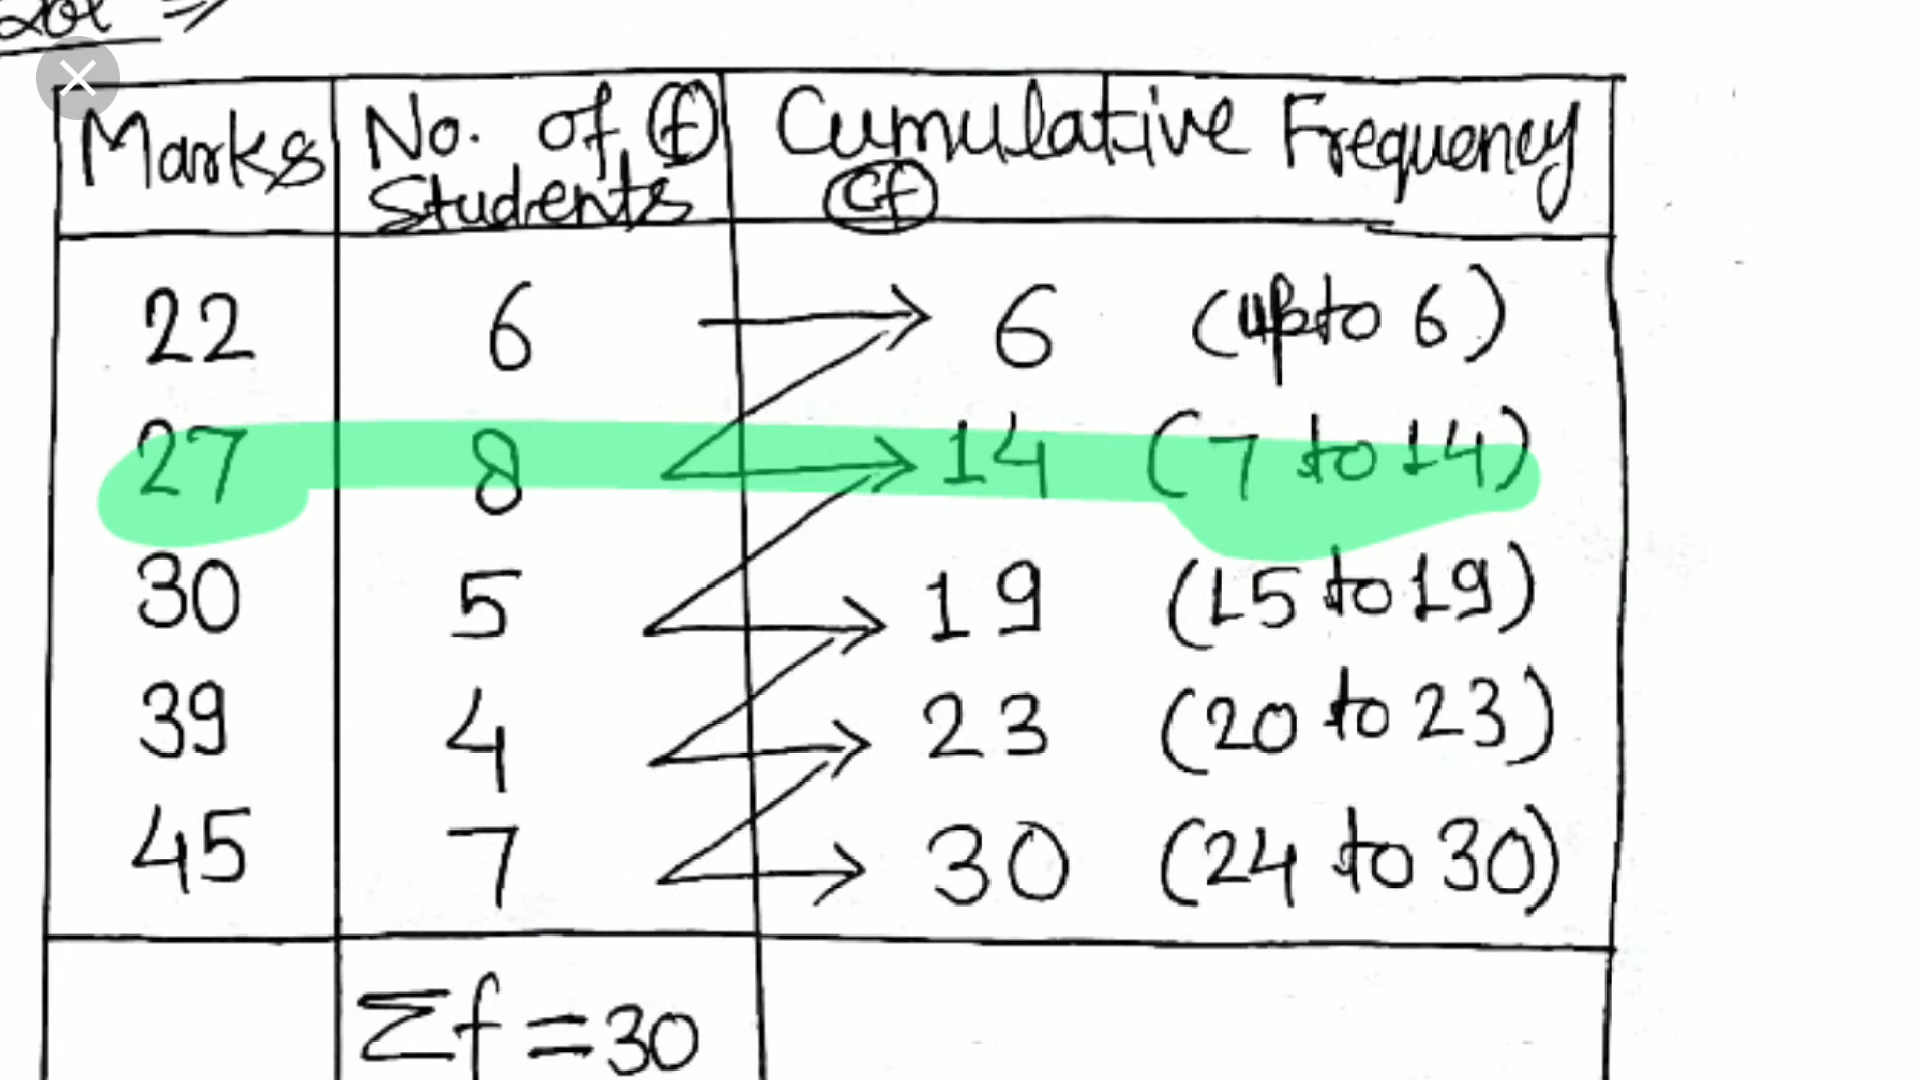 Marks No. of (f) Students Cumulative Frequency (Cf)
22 6 6 (upto 6)
27 8 14 (7 to 14)
30 5 19 (15 to 19)
39 4 23 (20 to 23)
45 7 30 (24 to 30)
Σf = 30